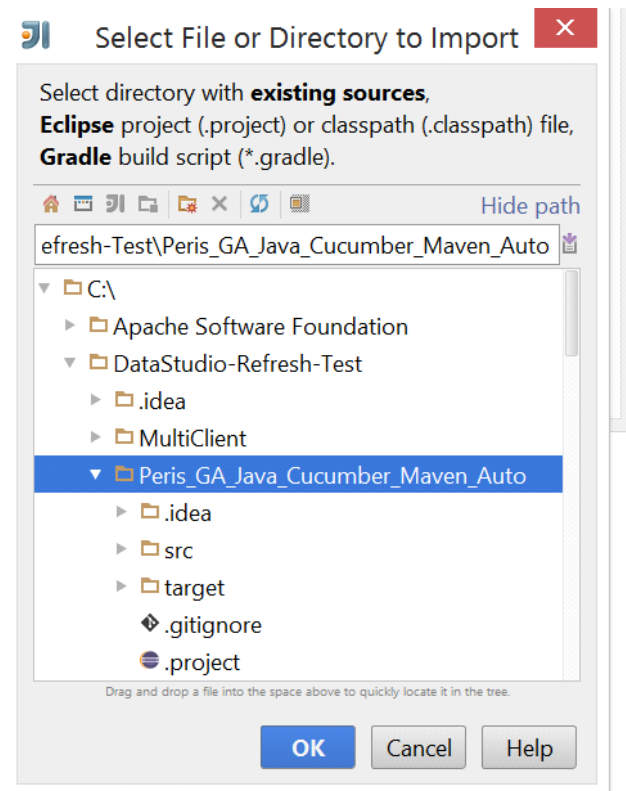 Select File or Directory to Import
Select directory with existing sources,
Eclipse project (.project) or classpath (.classpath) file,
Gradle build script (*.gradle).
Hide path
efresh-Test\Peris_GA_Java_Cucumber_Maven_Auto
C:\
Apache Software Foundation
DataStudio-Refresh-Test
.idea
MultiClient
Peris_GA_Java_Cucumber_Maven_Auto
.idea
src
target
.gitignore
.project
Drag and drop a file into the space above to quickly locate it in the tree.
OK Cancel Help